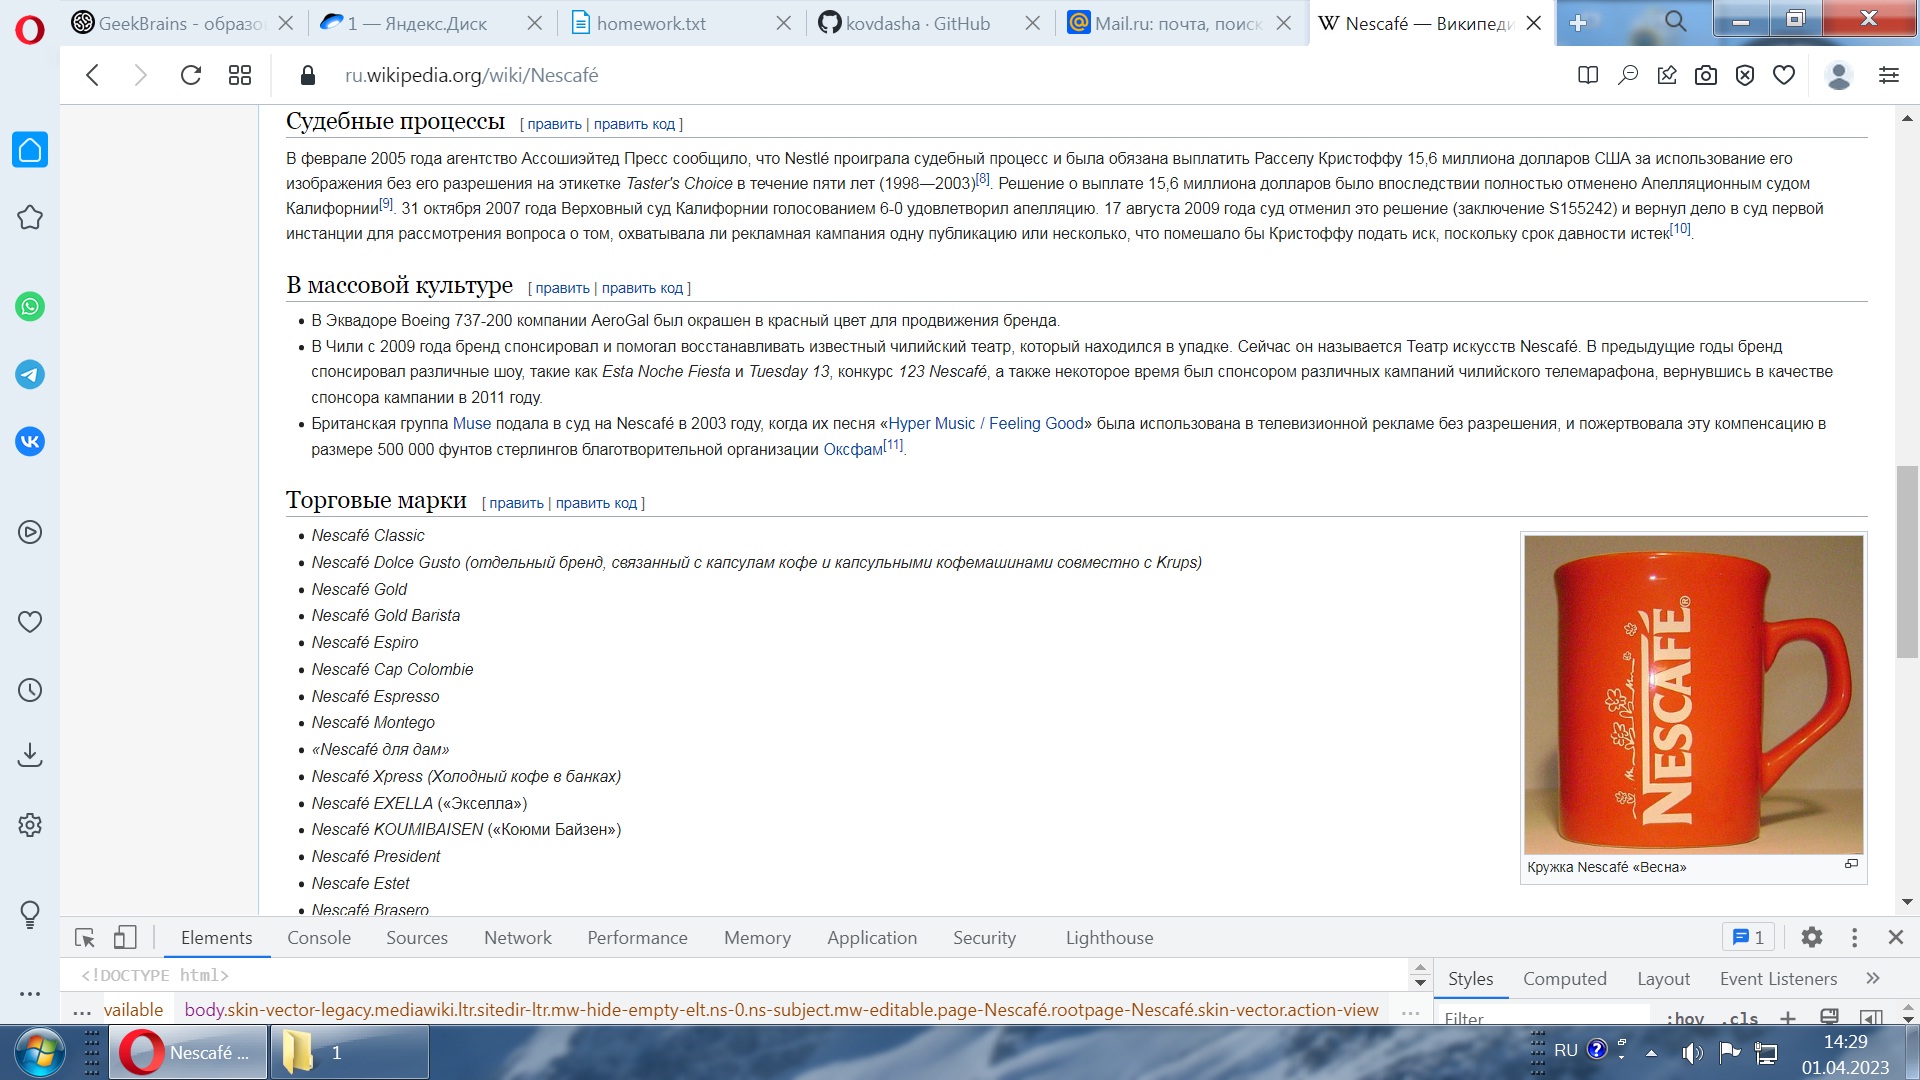 GeekBrains - образо
1 — Яндекс.Диск
homework.txt
kovdasha · GitHub
Mail.ru: почта, поиск
Nescafé — Википеди
ru.wikipedia.org/wiki/Nescafé
Судебные процессы [ править | править код ]
В феврале 2005 года агентство Ассошиэйтед Пресс сообщило, что Nestlé проиграла судебный процесс и была обязана выплатить Расселу Кристоффу 15,6 миллиона долларов США за использование его
изображения без его разрешения на этикетке Taster's Choice в течение пяти лет (1998—2003)[8]. Решение о выплате 15,6 миллиона долларов было впоследствии полностью отменено Апелляционным судом
Калифорнии[9]. 31 октября 2007 года Верховный суд Калифорнии голосованием 6-0 удовлетворил апелляцию. 17 августа 2009 года суд отменил это решение (заключение S155242) и вернул дело в суд первой
инстанции для рассмотрения вопроса о том, охватывала ли рекламная кампания одну публикацию или несколько, что помешало бы Кристоффу подать иск, поскольку срок давности истек[10].
В массовой культуре [ править | править код ]
• В Эквадоре Boeing 737-200 компании AeroGal был окрашен в красный цвет для продвижения бренда.
• В Чили с 2009 года бренд спонсировал и помогал восстанавливать известный чилийский театр, который находился в упадке. Сейчас он называется Театр искусств Nescafé. В предыдущие годы бренд
спонсировал различные шоу, такие как Esta Noche Fiesta и Tuesday 13, конкурс 123 Nescafé, а также некоторое время был спонсором различных кампаний чилийского телемарафона, вернувшись в качестве
спонсора кампании в 2011 году.
• Британская группа Muse подала в суд на Nescafé в 2003 году, когда их песня «Hyper Music / Feeling Good» была использована в телевизионной рекламе без разрешения, и пожертвовала эту компенсацию в
размере 500 000 фунтов стерлингов благотворительной организации Оксфам[11].
Торговые марки [ править | править код ]
• Nescafé Classic
• Nescafé Dolce Gusto (отдельный бренд, связанный с капсулам кофе и капсульными кофемашинами совместно с Krups)
• Nescafé Gold
• Nescafé Gold Barista
• Nescafé Espiro
• Nescafé Cap Colombie
• Nescafé Espresso
• Nescafé Montego
• «Nescafé для дам»
• Nescafé Xpress (Холодный кофе в банках)
• Nescafé EXELLA («Экселла»)
• Nescafé KOUMIBAISEN («Коюми Байзен»)
• Nescafé President
• Nescafe Estet
• Nescafé Brasero
NESCAFÉ®
Кружка Nescafé «Весна»
Elements
Console
Sources
Network
Performance
Memory
Application
Security
Lighthouse
1
<!DOCTYPE html>
... vailable body.skin-vector-legacy.mediawiki.ltr.sitedir-ltr.mw-hide-empty-elt.ns-0.ns-subject.mw-editable.page-Nescafé.rootpage-Nescafé.skin-vector.action-view ...
Styles
Computed
Layout
Event Listeners
Filter
:hov .cls
Nescafé ...
1
RU
14:29
01.04.2023